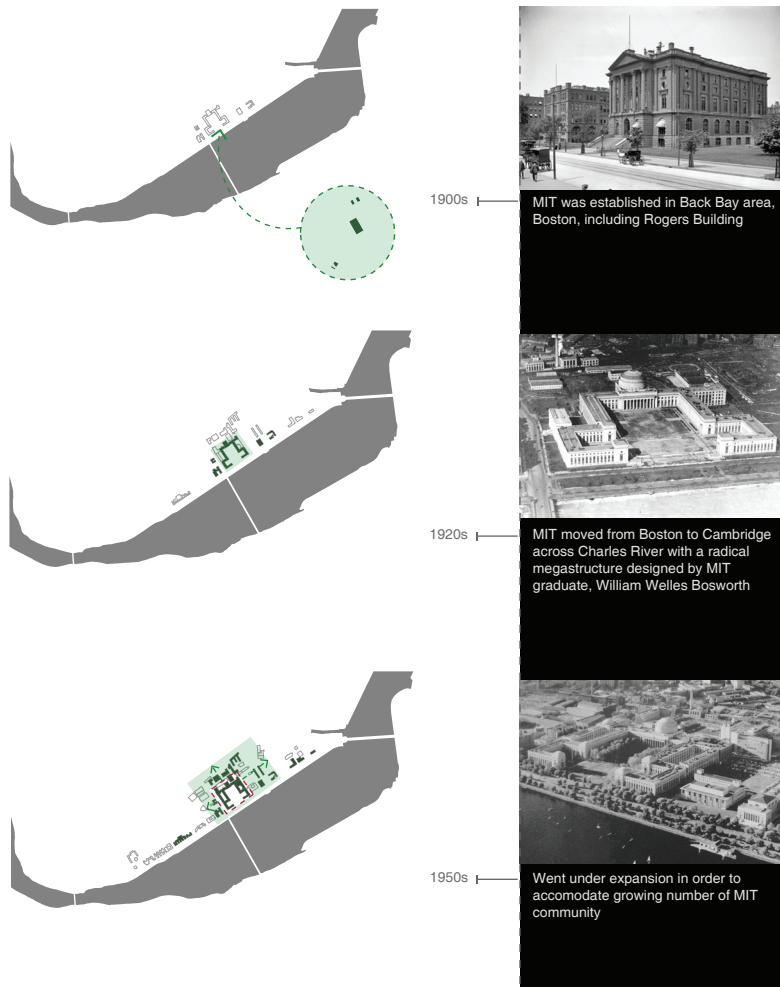 1900s
MIT was established in Back Bay area,
Boston, including Rogers Building
1920s
MIT moved from Boston to Cambridge
across Charles River with a radical
megastructure designed by MIT
graduate, William Welles Bosworth
1950s
Went under expansion in order to
accomodate growing number of MIT
community